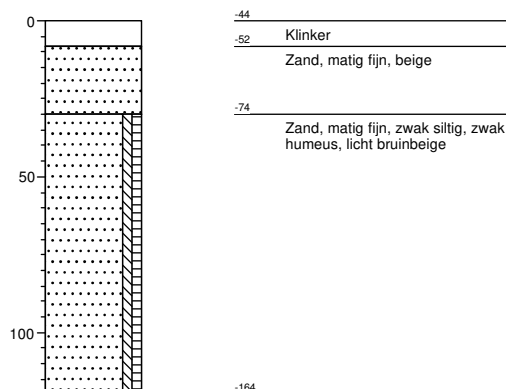 0
-44
Klinker
-52
Zand, matig fijn, beige
-74
Zand, matig fijn, zwak siltig, zwak
humeus, licht bruinbeige
50
100
-164